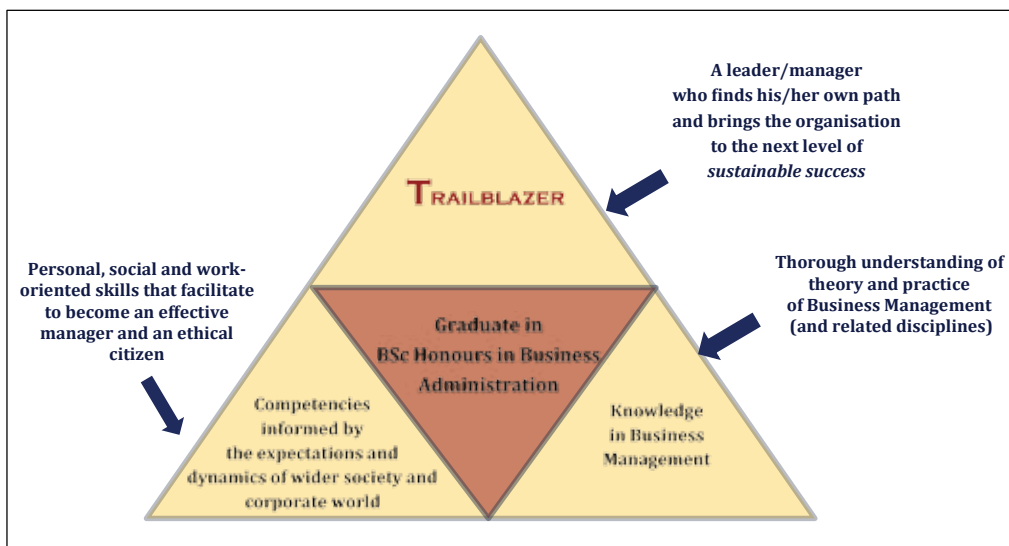 A leader/manager
who finds his/her own path
and brings the organisation
to the next level of
sustainable success
TRAILBLAZER
Personal, social and work-
oriented skills that facilitate
to become an effective
manager and an ethical
citizen
Thorough understanding of
theory and practice
of Business Management
(and related disciplines)
Graduate in
BSc Honours in Business
Administration
Competencies
informed by
the expectations and
dynamics of wider society and
corporate world
Knowledge
in Business
Management